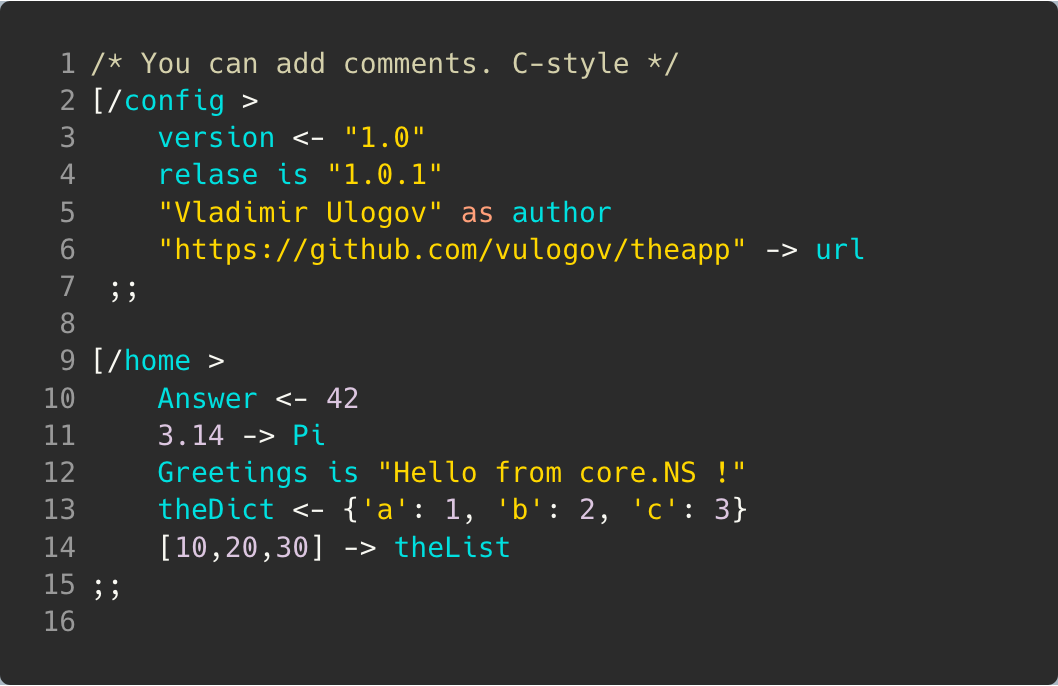 1 /* You can add comments. C-style */
2 [/config >
3     version <- "1.0"
4     relase is "1.0.1"
5     "Vladimir Ulogov" as author
6     "https://github.com/vulogov/theapp" -> url
7  ;;
8
9 [/home >
10     Answer <- 42
11     3.14 -> Pi
12     Greetings is "Hello from core.NS !"
13     theDict <- {'a': 1, 'b': 2, 'c': 3}
14     [10,20,30] -> theList
15 ;;
16